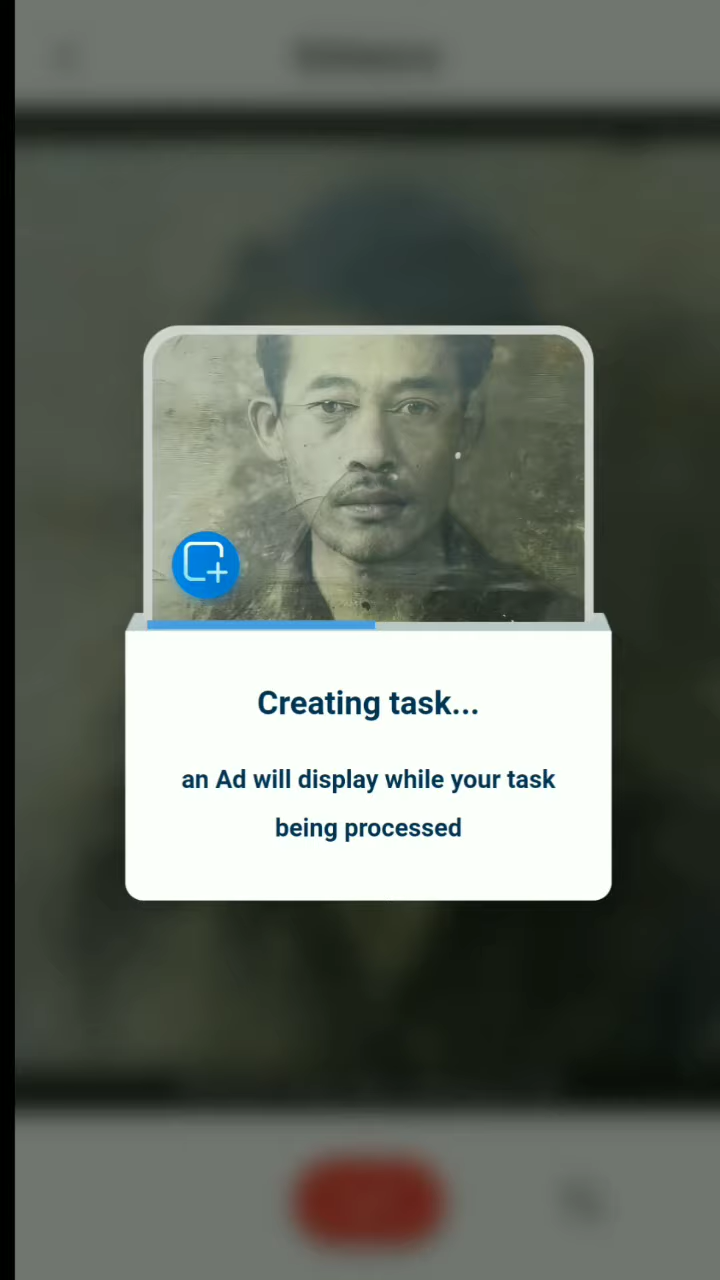 Creating task...
an Ad will display while your task
being processed